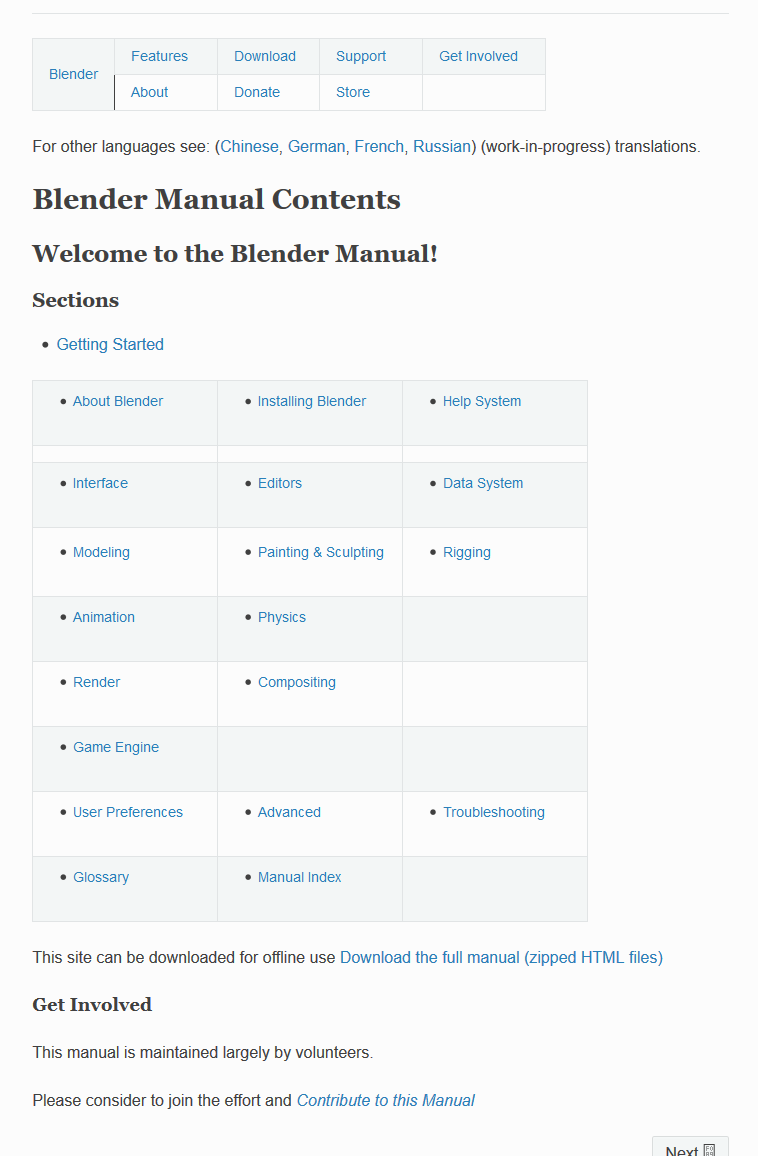 Features Download Support Get Involved
Blender
About Donate Store
For other languages see: (Chinese, German, French, Russian) (work-in-progress) translations.
Blender Manual Contents
Welcome to the Blender Manual!
Sections
• Getting Started
• About Blender • Installing Blender • Help System
• Interface • Editors • Data System
• Modeling • Painting & Sculpting • Rigging
• Animation • Physics
• Render • Compositing
• Game Engine
• User Preferences • Advanced • Troubleshooting
• Glossary • Manual Index
This site can be downloaded for offline use Download the full manual (zipped HTML files)
Get Involved
This manual is maintained largely by volunteers.
Please consider to join the effort and Contribute to this Manual
Next